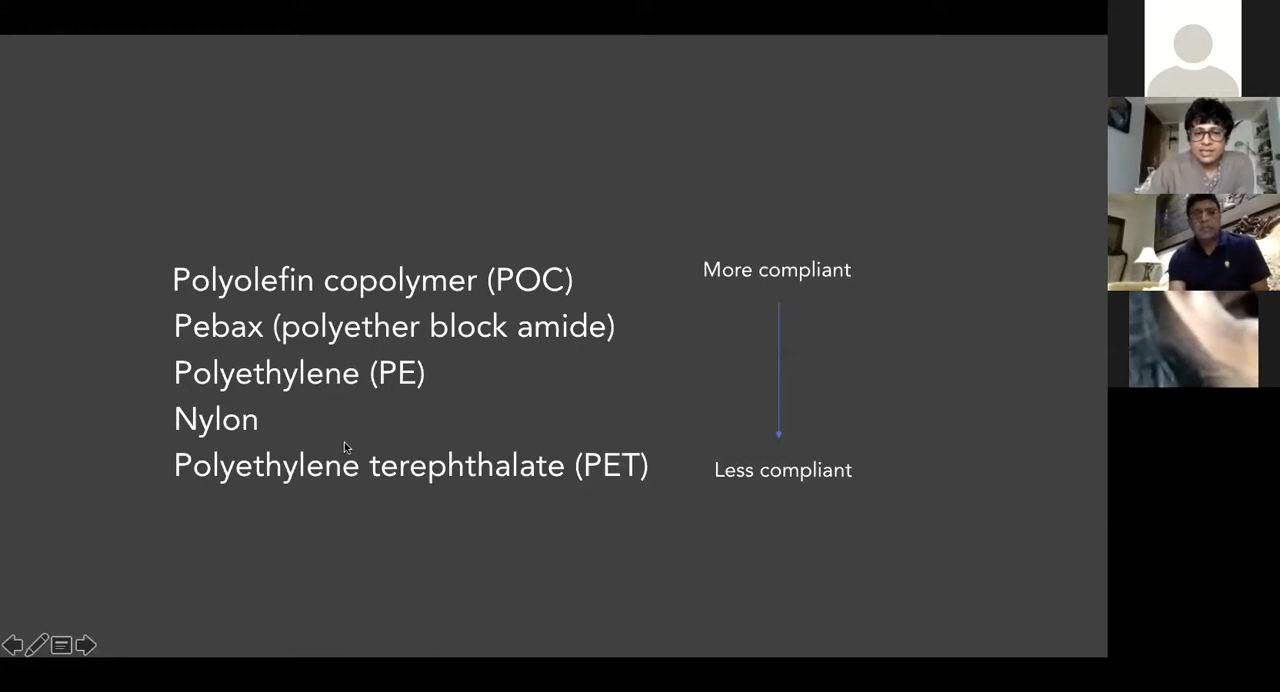 Polyolefin copolymer (POC)
Pebax (polyether block amide)
Polyethylene (PE)
Nylon
Polyethylene terephthalate (PET)
More compliant
Less compliant